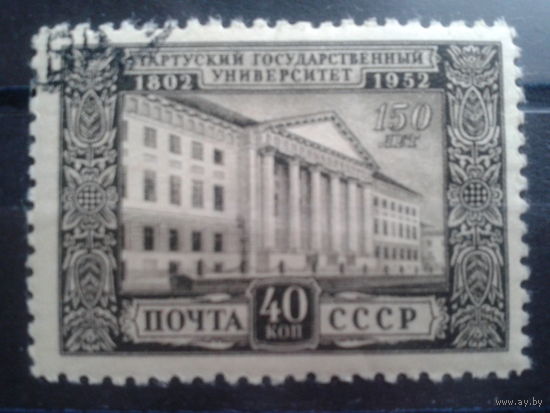 ТАРТУСКИЙ ГОСУДАРСТВЕННЫЙ
1802 УНИВЕРСИТЕТ 1952
150
ЛЕТ
40
КОП
ПОЧТА СССР
www.ay.by